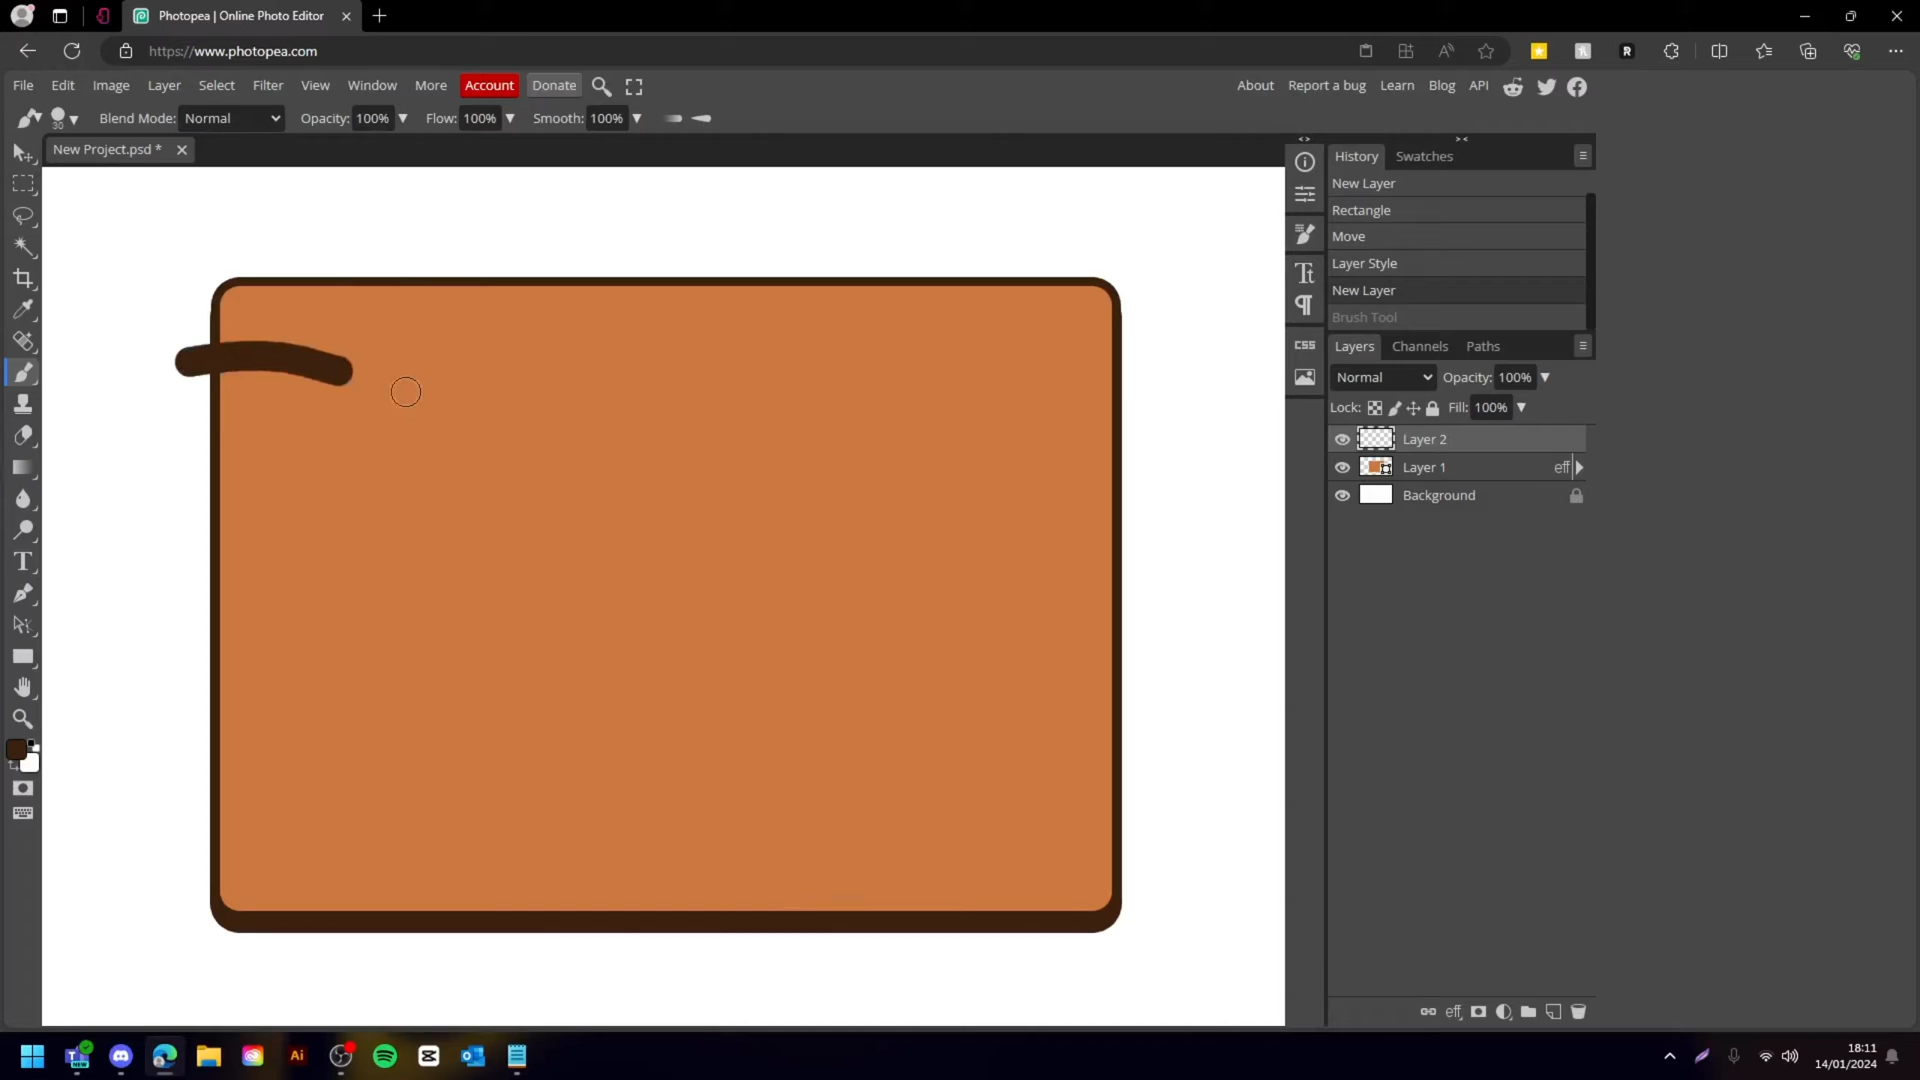 Photopea | Online Photo Editor
https://www.photopea.com
File Edit Image Layer Select Filter View Window More Account Donate About Report a bug Learn Blog API
30 Blend Mode: Normal Opacity: 100% Flow: 100% Smooth: 100%
New Project.psd *
History Swatches
New Layer
Rectangle
Move
Layer Style
New Layer
Brush Tool
Layers Channels Paths
CSS
Normal Opacity: 100%
Lock: Fill: 100%
Layer 2
Layer 1 eff
Background
eff
18:11
14/01/2024